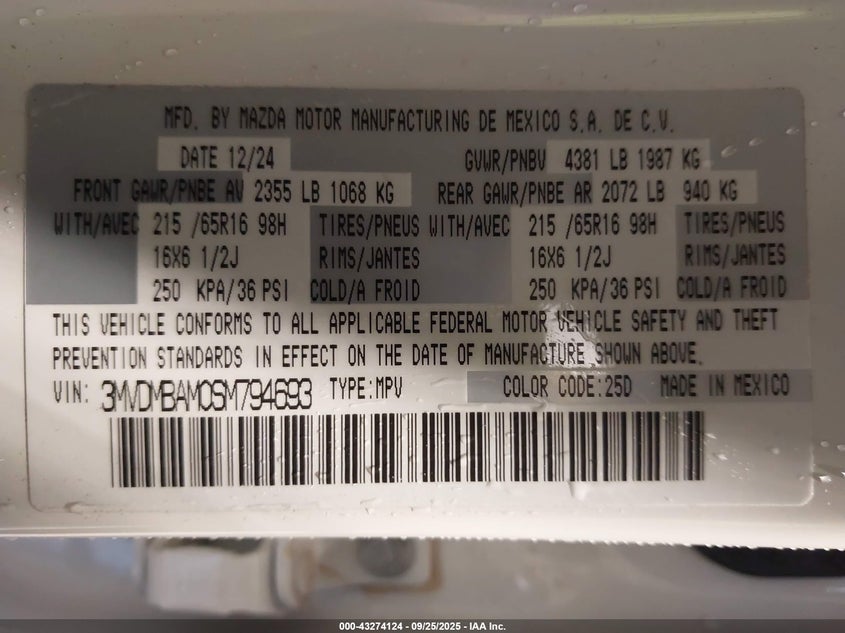 MFD. BY MAZDA MOTOR MANUFACTURING DE MEXICO S.A. DE C.V.
DATE 12/24 GVWR/PNBV 4381 LB 1987 KG
FRONT GAWR/PNBE AV 2355 LB 1068 KG REAR GAWR/PNBE AR 2072 LB 940 KG
WITH/AVEC 215 /65R16 98H TIRES/PNEUS WITH/AVEC 215 /65R16 98H TIRES/PNEUS
16X6 1/2J RIMS/JANTES 16X6 1/2J RIMS/JANTES
250 KPA/36 PSI COLD/A FROID 250 KPA/36 PSI COLD/A FROID
THIS VEHICLE CONFORMS TO ALL APPLICABLE FEDERAL MOTOR VEHICLE SAFETY AND THEFT
PREVENTION STANDARDS IN EFFECT ON THE DATE OF MANUFACTURE SHOWN ABOVE.
VIN: 3MVDMBAM0SM794693 TYPE:MPV COLOR CODE:25D MADE IN MEXICO
000-43274124 - 09/25/2025 - IAA Inc.